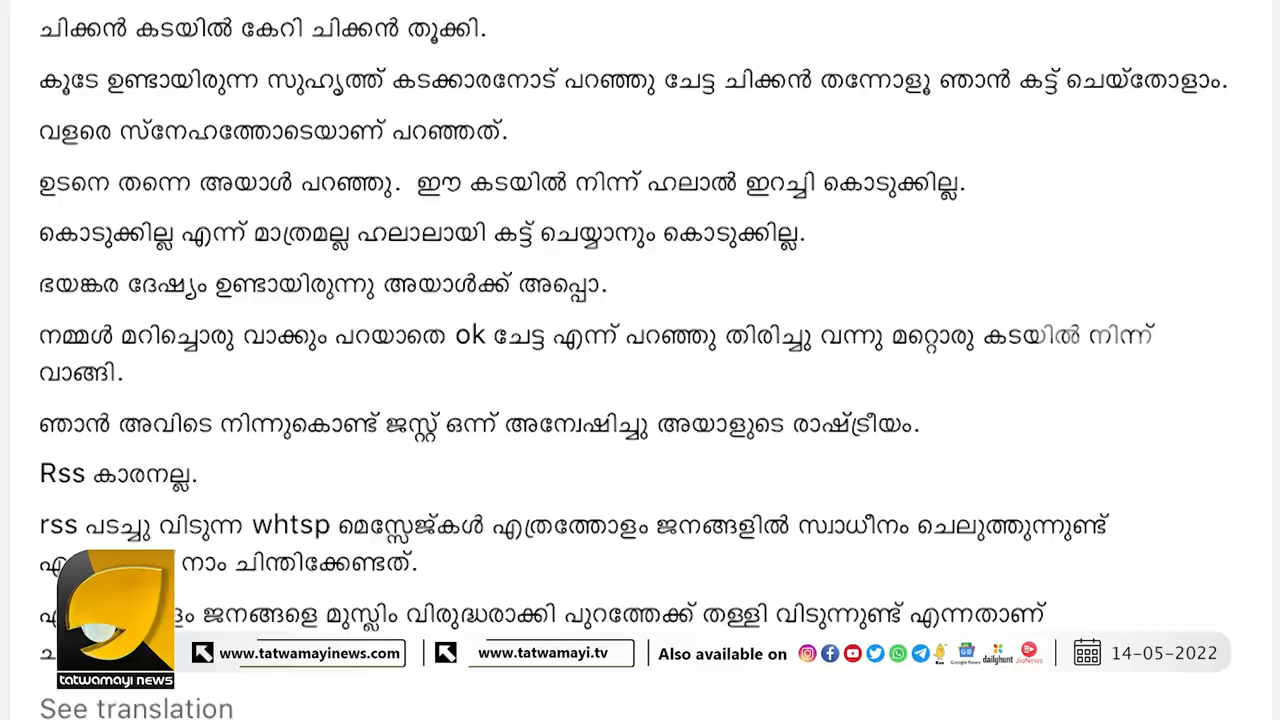 ചിക്കൻ കടയിൽ കേറി ചിക്കൻ തൂക്കി.
കൂടേ ഉണ്ടായിരുന്ന സുഹൃത്ത് കടക്കാരനോട് പറഞ്ഞു ചേട്ട ചിക്കൻ തന്നോളൂ ഞാൻ കട്ട് ചെയ്തോളാം.
വളരെ സ്നേഹത്തോടെയാണ് പറഞ്ഞത്.
ഉടനെ തന്നെ അയാൾ പറഞ്ഞു.  ഈ കടയിൽ നിന്ന് ഹലാൽ ഇറച്ചി കൊടുക്കില്ല.
കൊടുക്കില്ല എന്ന് മാത്രമല്ല ഹലാലായി കട്ട് ചെയ്യാനും കൊടുക്കില്ല.
ഭയങ്കര ദേഷ്യം ഉണ്ടായിരുന്നു അയാൾക്ക് അപ്പൊ.
നമ്മൾ മറിച്ചൊരു വാക്കും പറയാതെ ok ചേട്ട എന്ന് പറഞ്ഞു തിരിച്ചു വന്നു മറ്റൊരു കടയിൽ നിന്ന്
വാങ്ങി.
ഞാൻ അവിടെ നിന്നുകൊണ്ട് ജസ്റ്റ് ഒന്ന് അന്വേഷിച്ചു അയാളുടെ രാഷ്ട്രീയം.
Rss കാരനല്ല.
rss പടച്ചു വിടുന്ന whtsp മെസ്സേജ്കൾ എത്രത്തോളം ജനങ്ങളിൽ സ്വാധീനം ചെലുത്തുന്നുണ്ട്
നാം ചിന്തിക്കേണ്ടത്.
ജനങ്ങളെ മുസ്ലിം വിരുദ്ധരാക്കി പുറത്തേക്ക് തള്ളി വിടുന്നുണ്ട് എന്നതാണ്
tatwamayi news
www.tatwamayinews.com
www.tatwamayi.tv
Also available on
Google News
dailyhunt
JioNews
14-05-2022
See translation